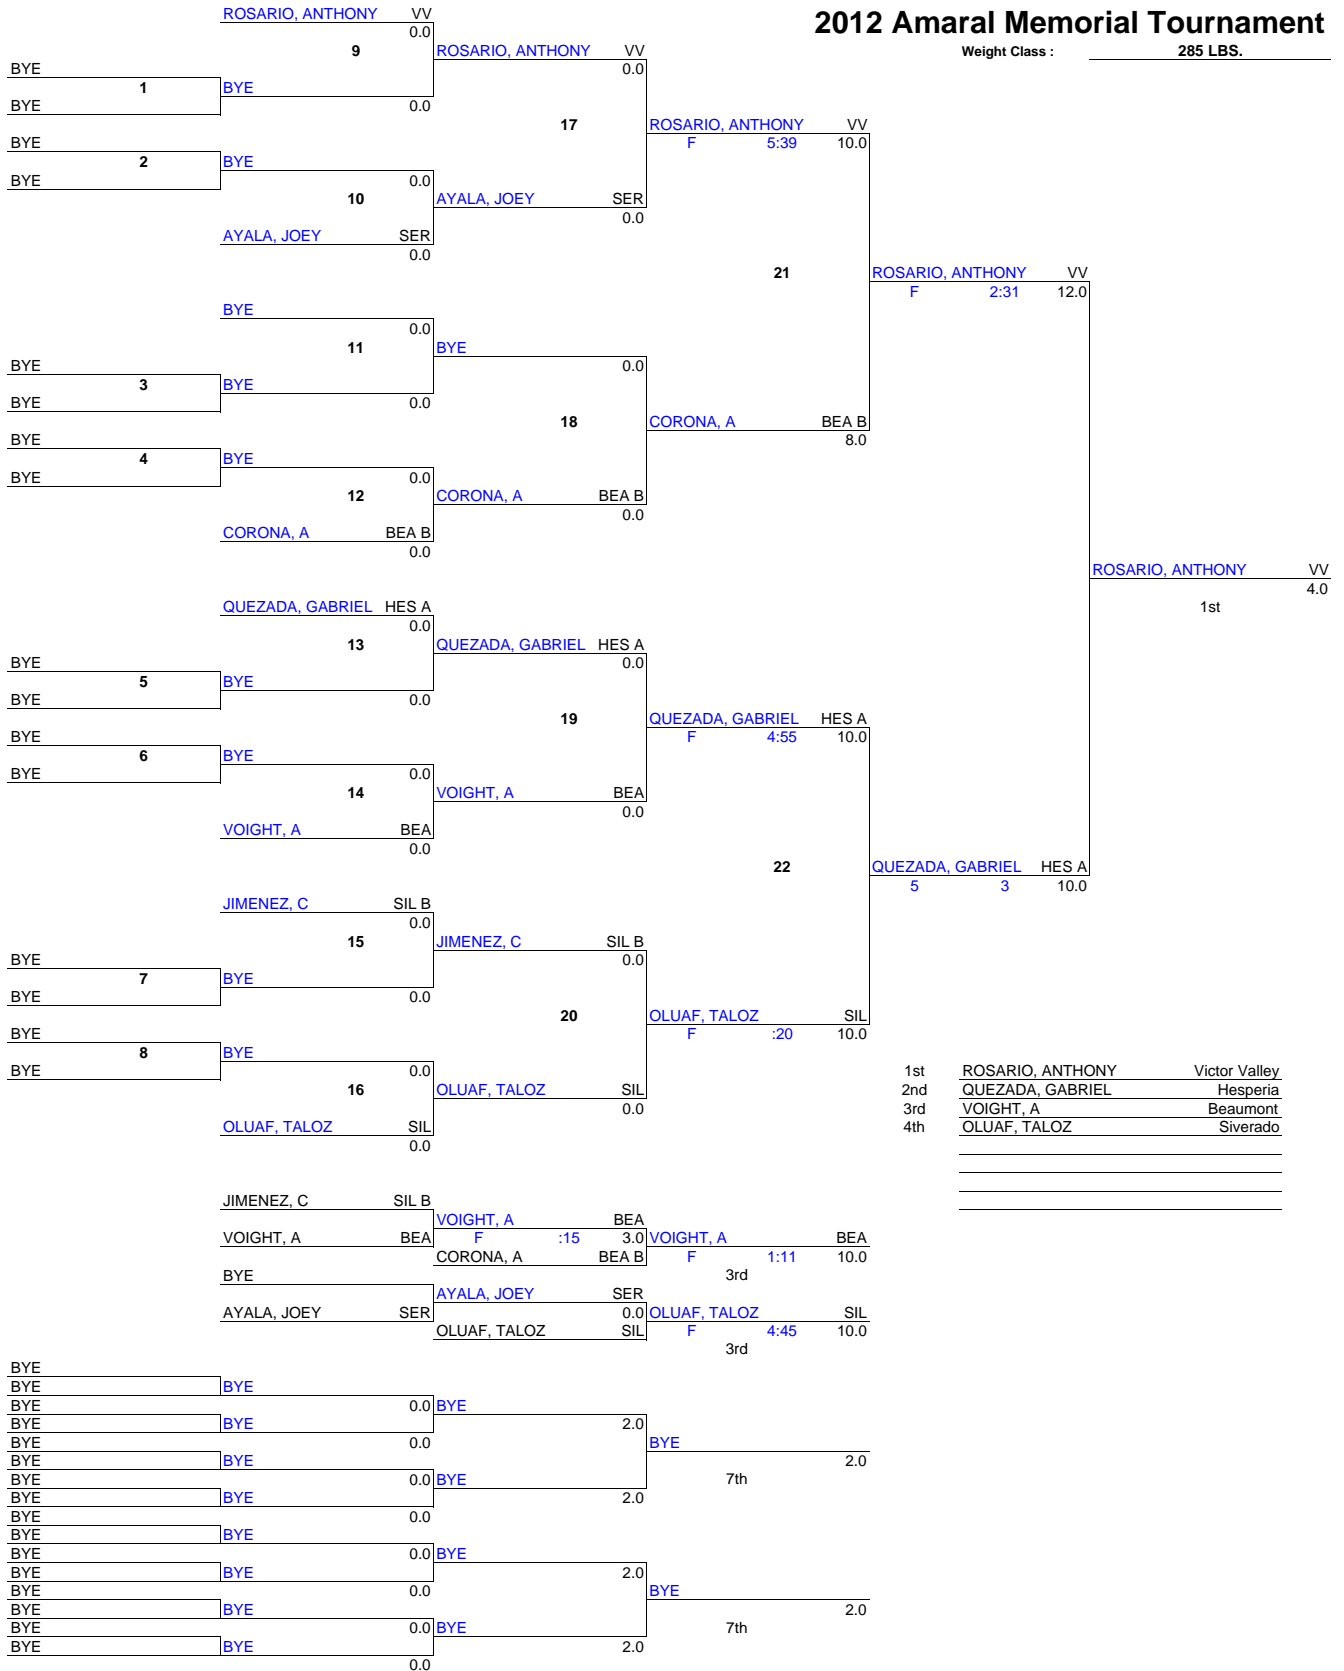 2012 Amaral Memorial Tournament
Weight Class : 285 LBS.
ROSARIO, ANTHONY VV
0.0
9
ROSARIO, ANTHONY VV
0.0
BYE
1
BYE
BYE
0.0
17
ROSARIO, ANTHONY VV
F 5:39 10.0
BYE
2
BYE
BYE
0.0
10
AYALA, JOEY SER
0.0
AYALA, JOEY SER
0.0
21
ROSARIO, ANTHONY VV
F 2:31 12.0
BYE
0.0
11
BYE
0.0
BYE
3
BYE
BYE
0.0
18
CORONA, A BEA B
8.0
BYE
4
BYE
BYE
0.0
12
CORONA, A BEA B
0.0
CORONA, A BEA B
0.0
ROSARIO, ANTHONY VV
4.0
1st
QUEZADA, GABRIEL HES A
0.0
13
QUEZADA, GABRIEL HES A
0.0
BYE
5
BYE
BYE
0.0
19
QUEZADA, GABRIEL HES A
F 4:55 10.0
BYE
6
BYE
BYE
0.0
14
VOIGHT, A BEA
0.0
VOIGHT, A BEA
0.0
22
QUEZADA, GABRIEL HES A
5 3 10.0
JIMENEZ, C SIL B
0.0
15
JIMENEZ, C SIL B
0.0
BYE
7
BYE
BYE
0.0
20
OLUAF, TALOZ SIL
F :20 10.0
BYE
8
BYE
BYE
0.0
16
OLUAF, TALOZ SIL
0.0
OLUAF, TALOZ SIL
0.0
1st ROSARIO, ANTHONY Victor Valley
2nd QUEZADA, GABRIEL Hesperia
3rd VOIGHT, A Beaumont
4th OLUAF, TALOZ Siverado
JIMENEZ, C SIL B
VOIGHT, A BEA
VOIGHT, A BEA
F :15 3.0
CORONA, A BEA B
VOIGHT, A BEA
F 1:11 10.0
3rd
BYE
AYALA, JOEY SER
AYALA, JOEY SER
0.0
OLUAF, TALOZ SIL
OLUAF, TALOZ SIL
F 4:45 10.0
3rd
BYE
BYE BYE
BYE 0.0 BYE
BYE BYE 2.0
BYE 0.0 BYE
BYE BYE 2.0
BYE 0.0 BYE 7th
BYE BYE 2.0
BYE 0.0
BYE BYE
BYE 0.0 BYE
BYE BYE 2.0
BYE 0.0 BYE
BYE BYE 2.0
BYE 0.0 BYE 7th
BYE BYE 2.0
0.0